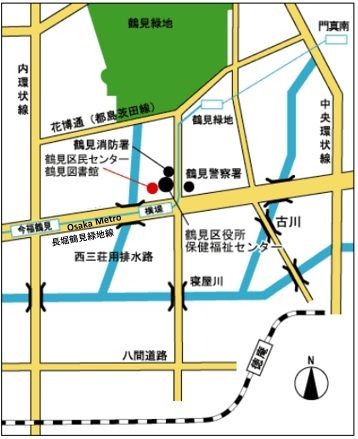 鶴見緑地
門真南
内環状線
花博通（都島茨田線）
中央環状線
鶴見緑地
鶴見消防署
鶴見区民センター
鶴見図書館
鶴見警察署
横堤
今福鶴見
Osaka Metro
長堀鶴見緑地線
鶴見区役所
保健福祉センター
古川
西三荘用排水路
寝屋川
八間道路
徳庵
N